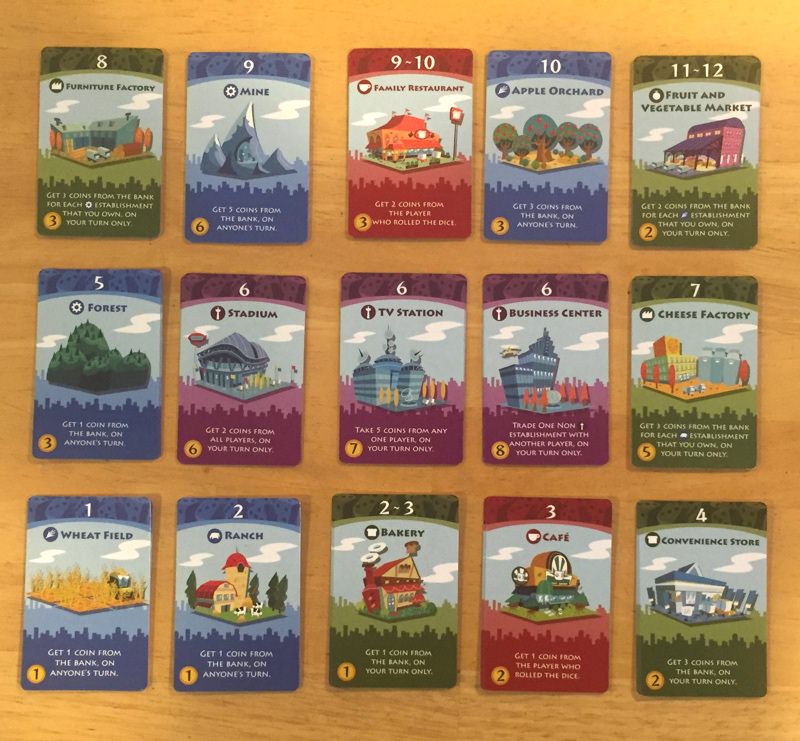 8
FURNITURE FACTORY
GET 3 COINS FROM THE BANK
FOR EACH ESTABLISHMENT
THAT YOU OWN, ON
YOUR TURN ONLY.
3
9
MINE
GET 5 COINS FROM
THE BANK, ON
ANYONE'S TURN.
6
9~10
FAMILY RESTAURANT
GET 2 COINS FROM
THE PLAYER
WHO ROLLED THE DICE.
3
10
APPLE ORCHARD
GET 3 COINS FROM
THE BANK, ON
ANYONE'S TURN.
3
11~12
FRUIT AND
VEGETABLE MARKET
GET 2 COINS FROM THE BANK
FOR EACH ESTABLISHMENT
THAT YOU OWN, ON
YOUR TURN ONLY.
2
5
FOREST
GET 1 COIN FROM
THE BANK, ON
ANYONE'S TURN.
3
6
STADIUM
GET 2 COINS FROM
ALL PLAYERS, ON
YOUR TURN ONLY.
6
6
TV STATION
TAKE 5 COINS FROM ANY
ONE PLAYER, ON
YOUR TURN ONLY.
7
6
BUSINESS CENTER
TRADE ONE NON
ESTABLISHMENT WITH
ANOTHER PLAYER, ON
YOUR TURN ONLY.
8
7
CHEESE FACTORY
GET 3 COINS FROM THE BANK
FOR EACH ESTABLISHMENT
THAT YOU OWN, ON
YOUR TURN ONLY.
5
1
WHEAT FIELD
GET 1 COIN FROM
THE BANK, ON
ANYONE'S TURN.
1
2
RANCH
GET 1 COIN FROM
THE BANK, ON
ANYONE'S TURN.
1
2~3
BAKERY
GET 1 COIN FROM
THE BANK, ON
YOUR TURN ONLY.
1
3
CAFÉ
GET 1 COIN FROM
THE PLAYER WHO
ROLLED THE DICE.
2
4
CONVENIENCE STORE
GET 3 COINS FROM
THE BANK, ON
YOUR TURN ONLY.
2